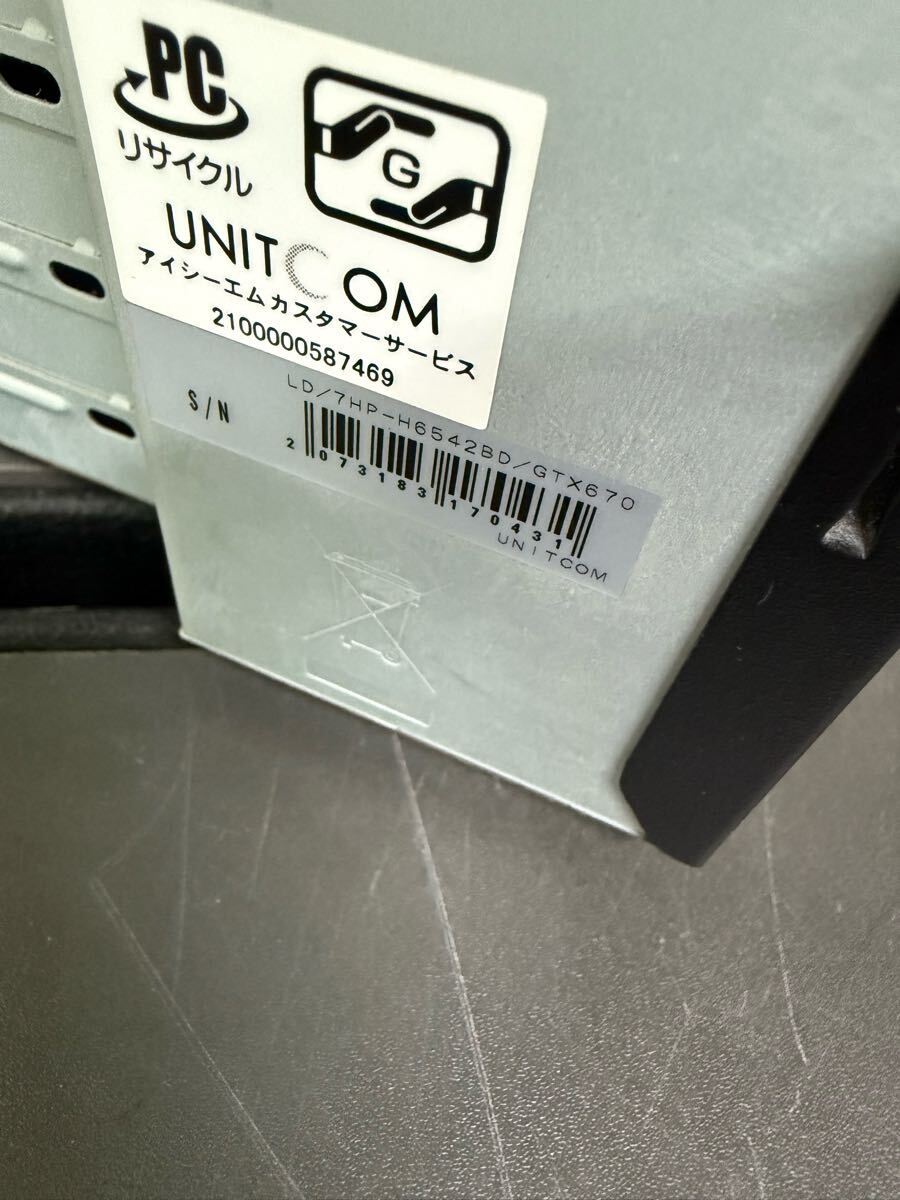 PC
リサイクル
G
UNITCOM
アイシーエムカスタマーサービス
2100000587469
LD/7HP-H6542BD/GTX670
S/N
2073183170431
UNITCOM